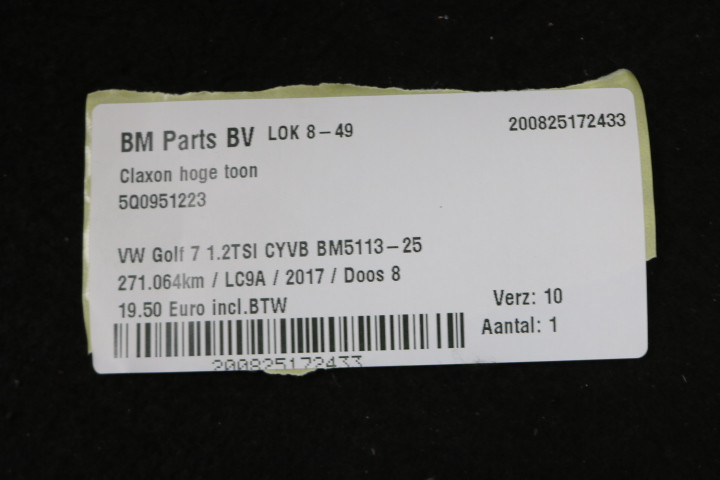 BM Parts BV LOK 8-49 200825172433
Claxon hoge toon
5Q0951223
VW Golf 7 1.2TSI CYVB BM5113-25
271.064km / LC9A / 2017 / Doos 8
19.50 Euro incl.BTW Verz: 10
Aantal: 1
200825172433